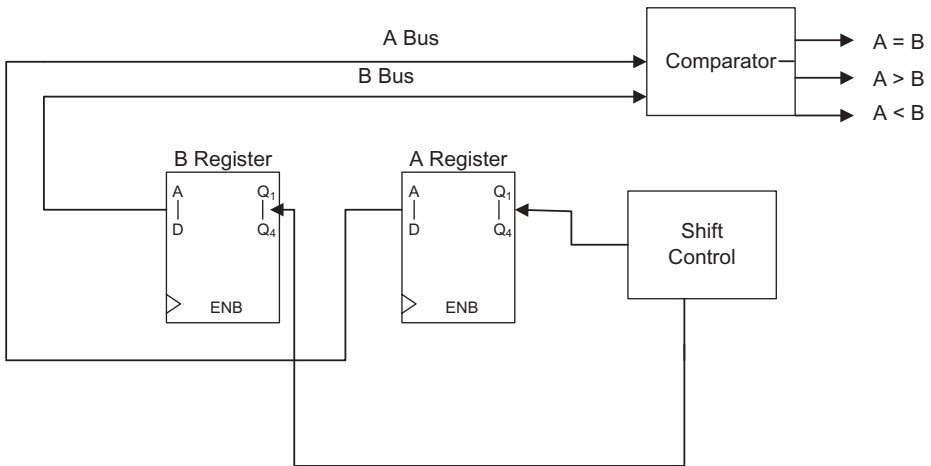 A Bus
B Bus
Comparator
A = B
A > B
A < B
B Register
A
D
Q1
Q4
ENB
A Register
A
D
Q1
Q4
ENB
Shift
Control